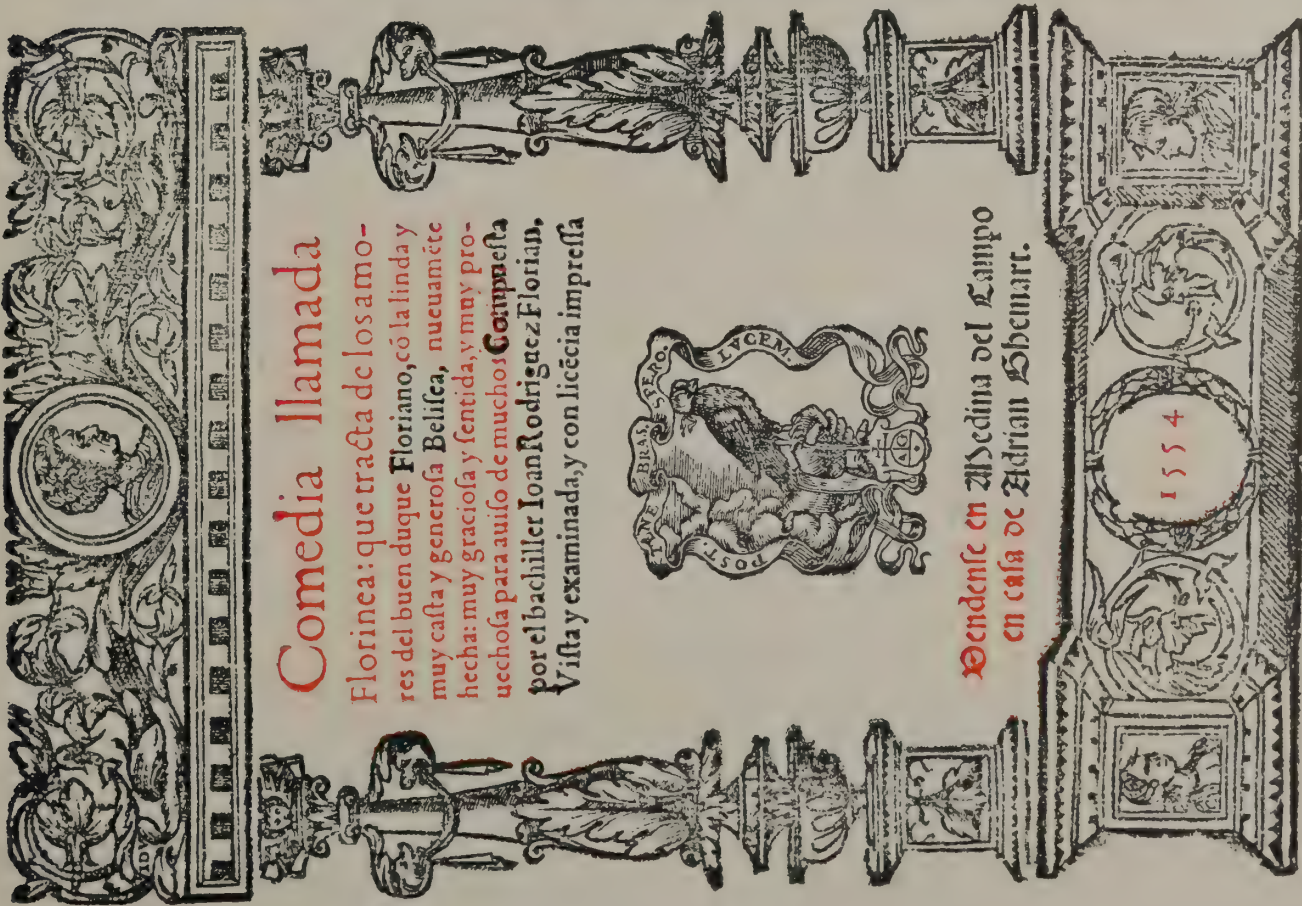 Comedia llamada
Florinea: que tracta de los amo-
res del buen duque Floriano, cõ la linda y
muy casta y generosa Belisea, nueuamẽte
hecha: muy graciosa y sentida, y muy pro-
uechosa para auiso de muchos. Compuesta
por el bachiller Ioan Rodriguez Florian,
Vista y examinada, y con licẽcia impressa
POST TENEBRAS SPERO LVCEM
AG
Vendense en Medina del Campo
en casa de Adrian Ghemart.
1554